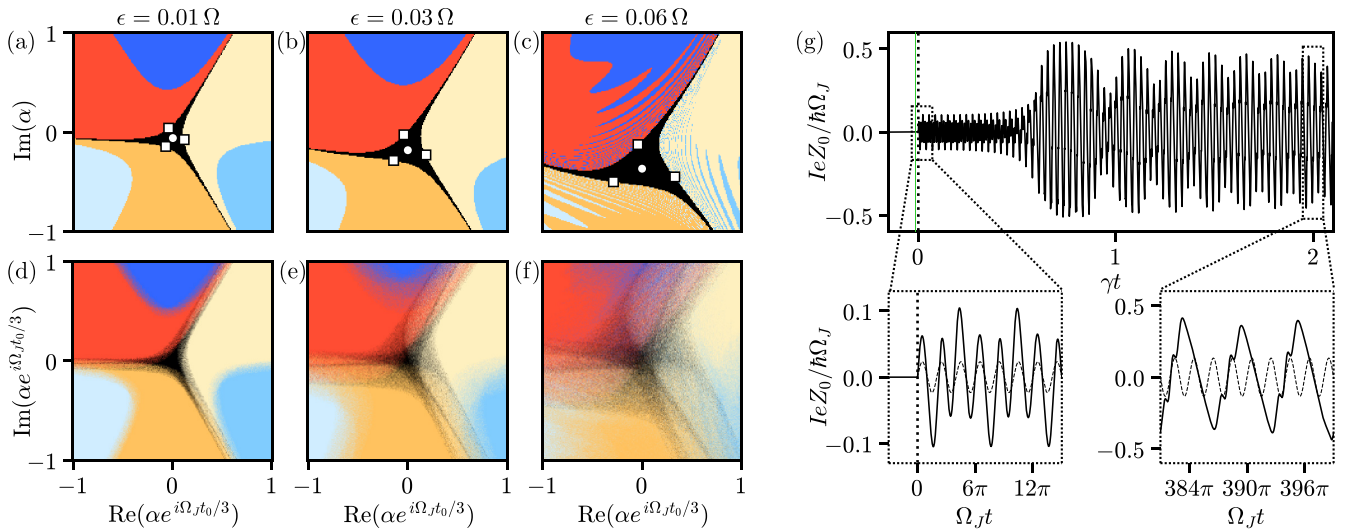 ϵ = 0.01 Ω
ϵ = 0.03 Ω
ϵ = 0.06 Ω
(a)
(b)
(c)
(g)
1
0
−1
Im(α)
(d)
(e)
(f)
1
0
−1
Im(αe^{iΩ_J t_0/3})
−1 0 1
−1 0 1
−1 0 1
Re(αe^{iΩ_J t_0/3})
Re(αe^{iΩ_J t_0/3})
Re(αe^{iΩ_J t_0/3})
0.5
0.0
−0.5
IeZ_0/ℏΩ_J
0 1 2
γt
0.1
0.0
−0.1
IeZ_0/ℏΩ_J
0 6π 12π
Ω_J t
0.5
0.0
−0.5
384π 390π 396π
Ω_J t